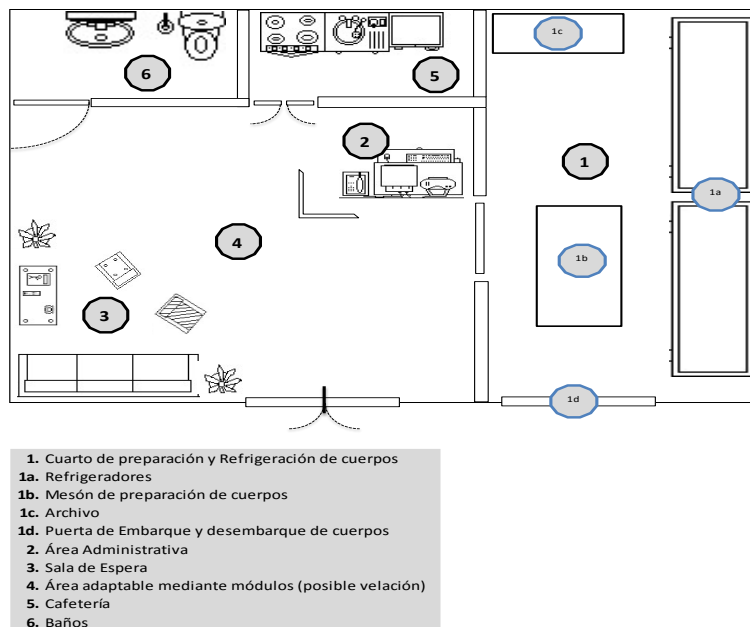 1c
6
5
2
1
1a
4
1b
3
1d
1. Cuarto de preparación y Refrigeración de cuerpos
1a. Refrigeradores
1b. Mesón de preparación de cuerpos
1c. Archivo
1d. Puerta de Embarque y desembarque de cuerpos
2. Área Administrativa
3. Sala de Espera
4. Área adaptable mediante módulos (posible velación)
5. Cafetería
6. Baños